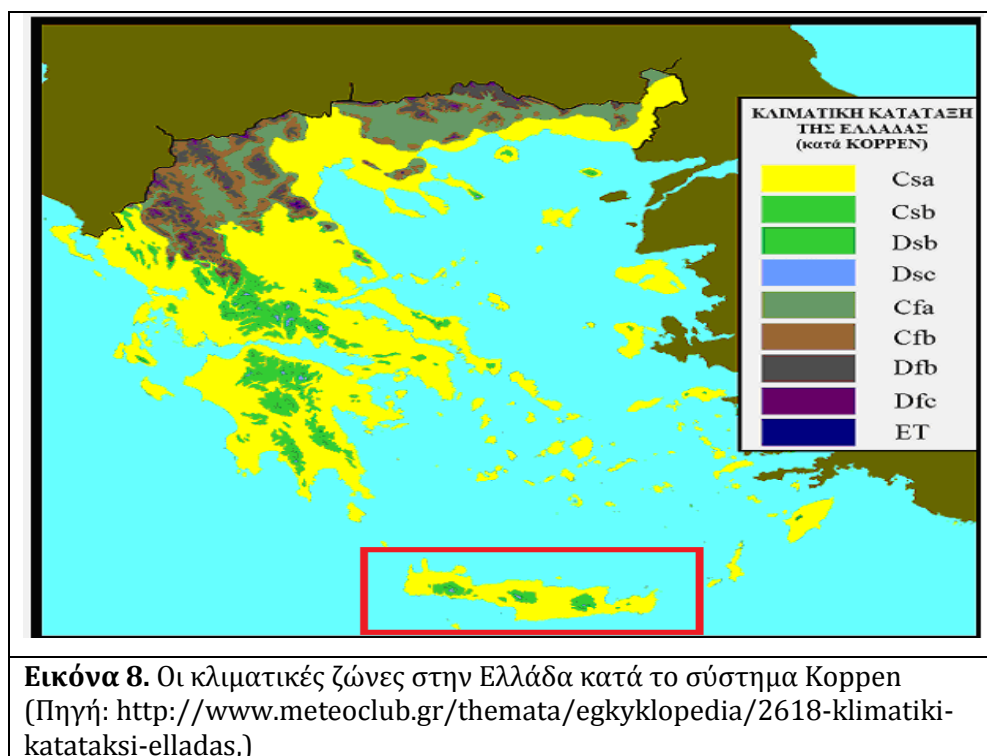 ΚΛΙΜΑΤΙΚΗ ΚΑΤΑΤΑΞΗ
ΤΗΣ ΕΛΛΑΔΑΣ
(κατά ΚΟΡΡΕΝ)
Csa
Csb
Dsb
Dsc
Cfa
Cfb
Dfb
Dfc
ET
Εικόνα 8. Οι κλιματικές ζώνες στην Ελλάδα κατά το σύστημα Koppen
(Πηγή: http://www.meteoclub.gr/themata/egkyklopedia/2618-klimatiki-
katataksi-elladas,)